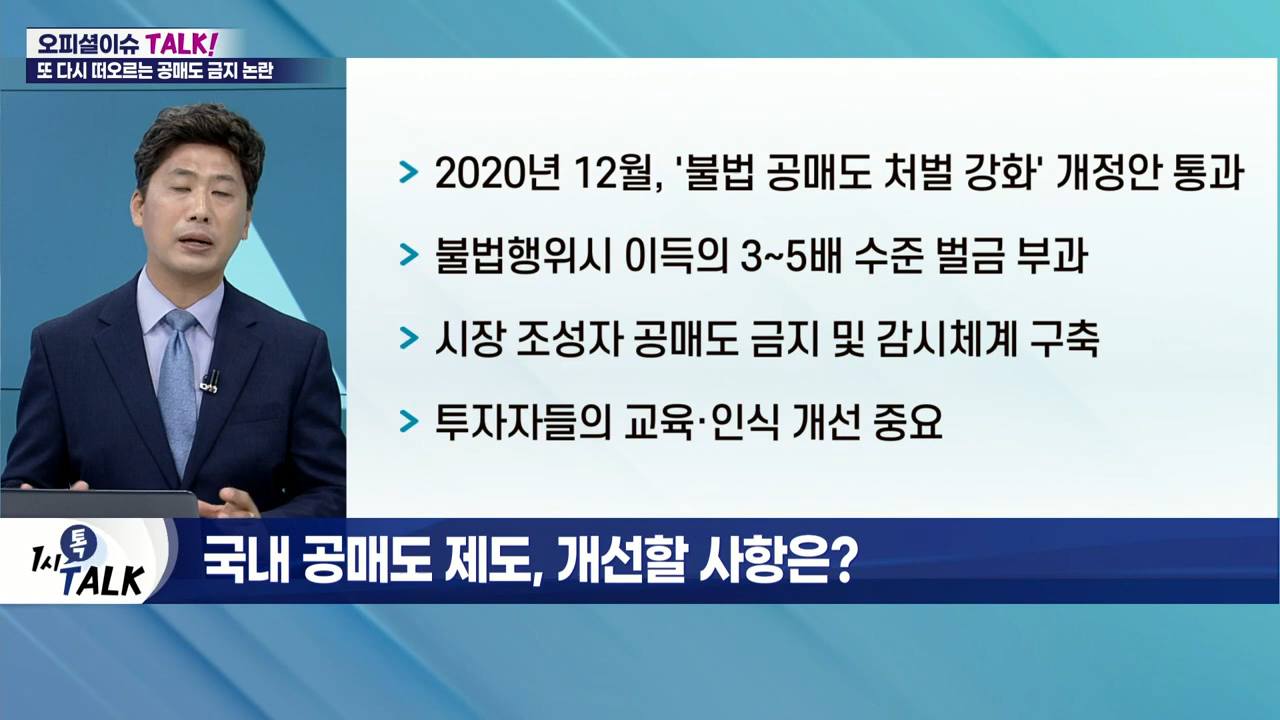 오피셜이슈 TALK!
또 다시 떠오르는 공매도 금지 논란
> 2020년 12월, '불법 공매도 처벌 강화' 개정안 통과
> 불법행위시 이득의 3~5배 수준 벌금 부과
> 시장 조성자 공매도 금지 및 감시체계 구축
> 투자자들의 교육·인식 개선 중요
1시 톡 TALK
국내 공매도 제도, 개선할 사항은?